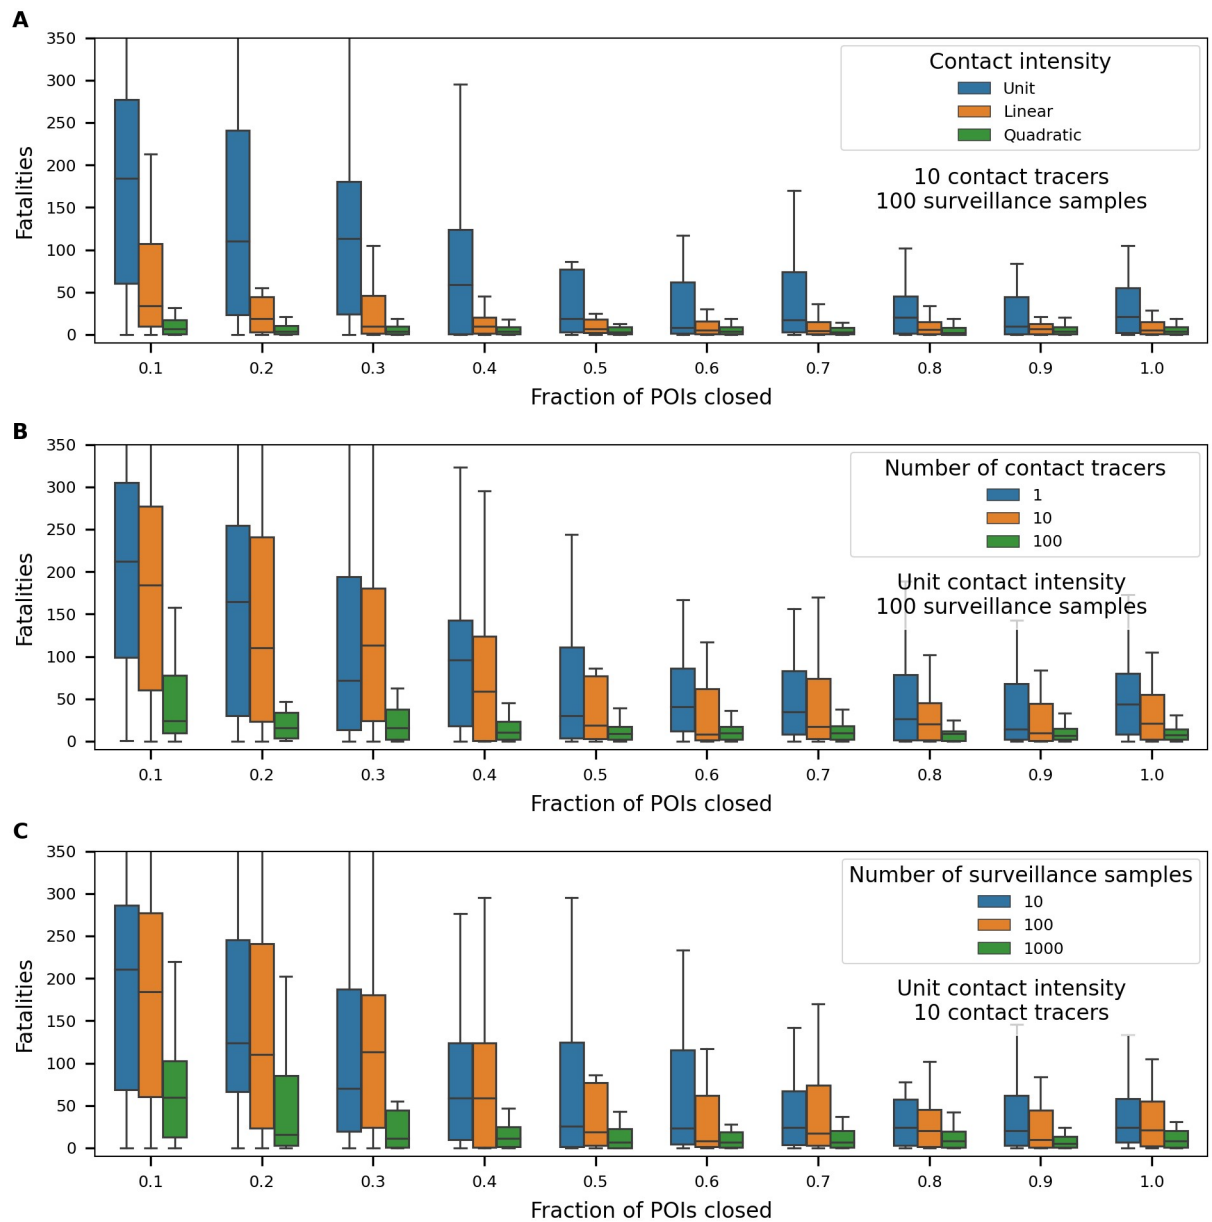 A
350
300
250
200
150
100
50
0
Fatalities
Contact intensity
Unit
Linear
Quadratic
10 contact tracers
100 surveillance samples
0.1 0.2 0.3 0.4 0.5 0.6 0.7 0.8 0.9 1.0
Fraction of POIs closed
B
350
300
250
200
150
100
50
0
Fatalities
Number of contact tracers
1
10
100
Unit contact intensity
100 surveillance samples
0.1 0.2 0.3 0.4 0.5 0.6 0.7 0.8 0.9 1.0
Fraction of POIs closed
C
350
300
250
200
150
100
50
0
Fatalities
Number of surveillance samples
10
100
1000
Unit contact intensity
10 contact tracers
0.1 0.2 0.3 0.4 0.5 0.6 0.7 0.8 0.9 1.0
Fraction of POIs closed